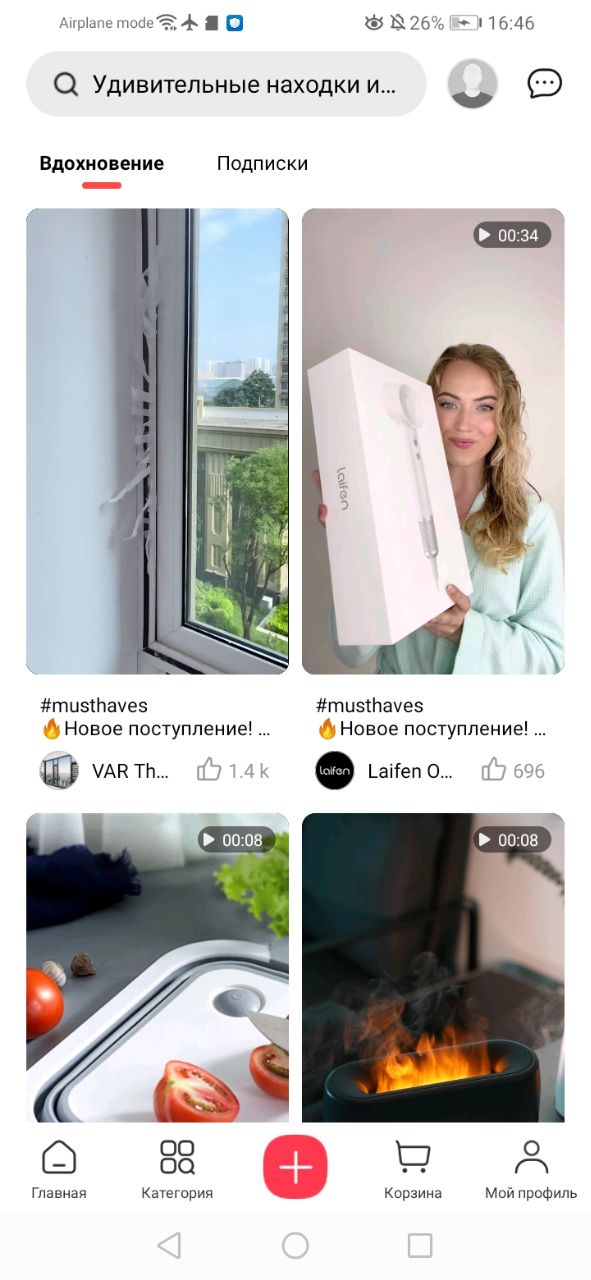 Airplane mode
26%
16:46
Удивительные находки и...
Вдохновение
Подписки
00:34
laifen
#musthaves
🔥Новое поступление! ...
VAR Th...
1.4 k
#musthaves
🔥Новое поступление! ...
laifen
Laifen O...
696
00:08
00:08
Главная
Категория
Корзина
Мой профиль